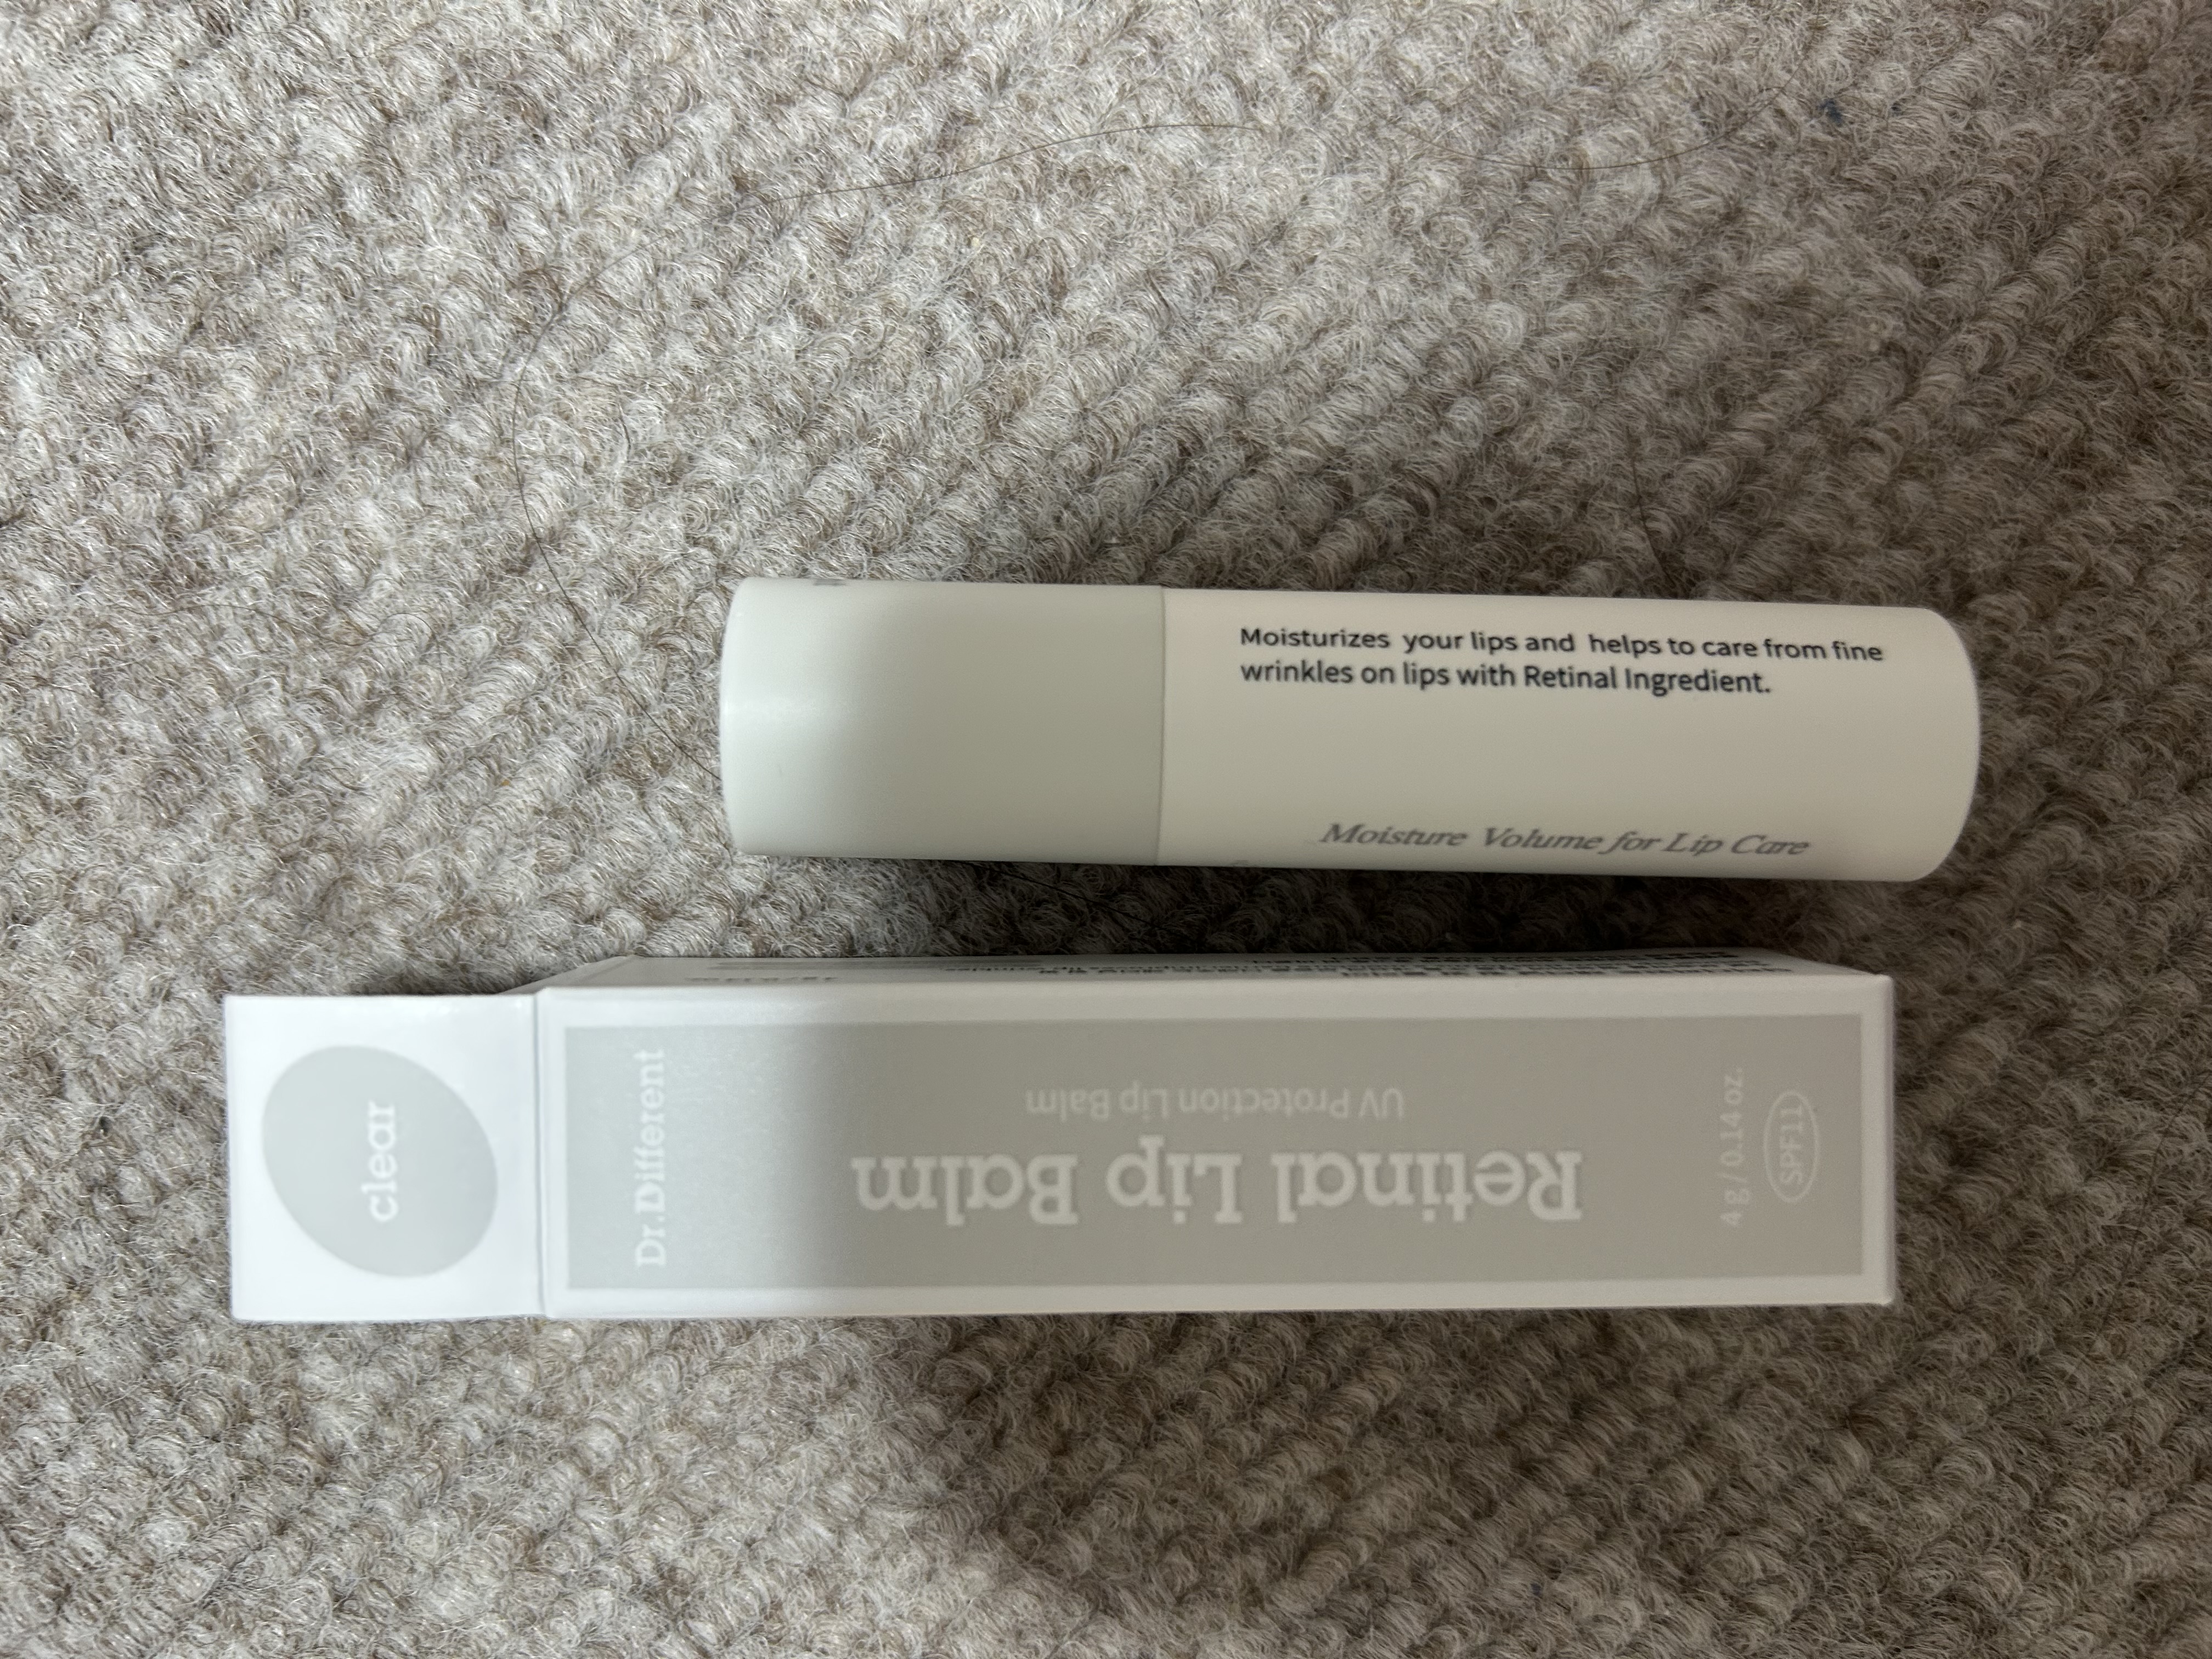 Moisturizes your lips and helps to care from fine
wrinkles on lips with Retinal Ingredient.
Moisture Volume for Lip Care
clear
Dr.Different
Retinal Lip Balm
UV Protection Lip Balm
4 g / 0.14 oz.
SPF11